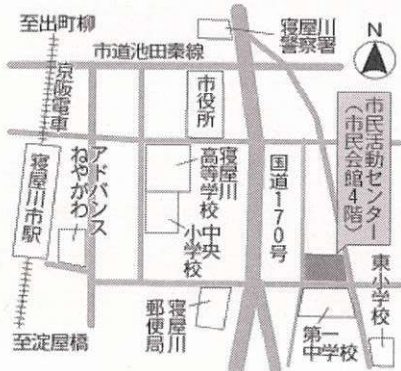 至出町柳
市道池田秦線
寝屋川
警察署
N
京阪電車
市役所
市民活動センター
(市民会館4階)
アドバンス
ねやがわ
寝屋川
高等学校
国道170号
寝屋川市駅
中央
小学校
東小学校
寝屋川
郵便局
第一
中学校
至淀屋橋